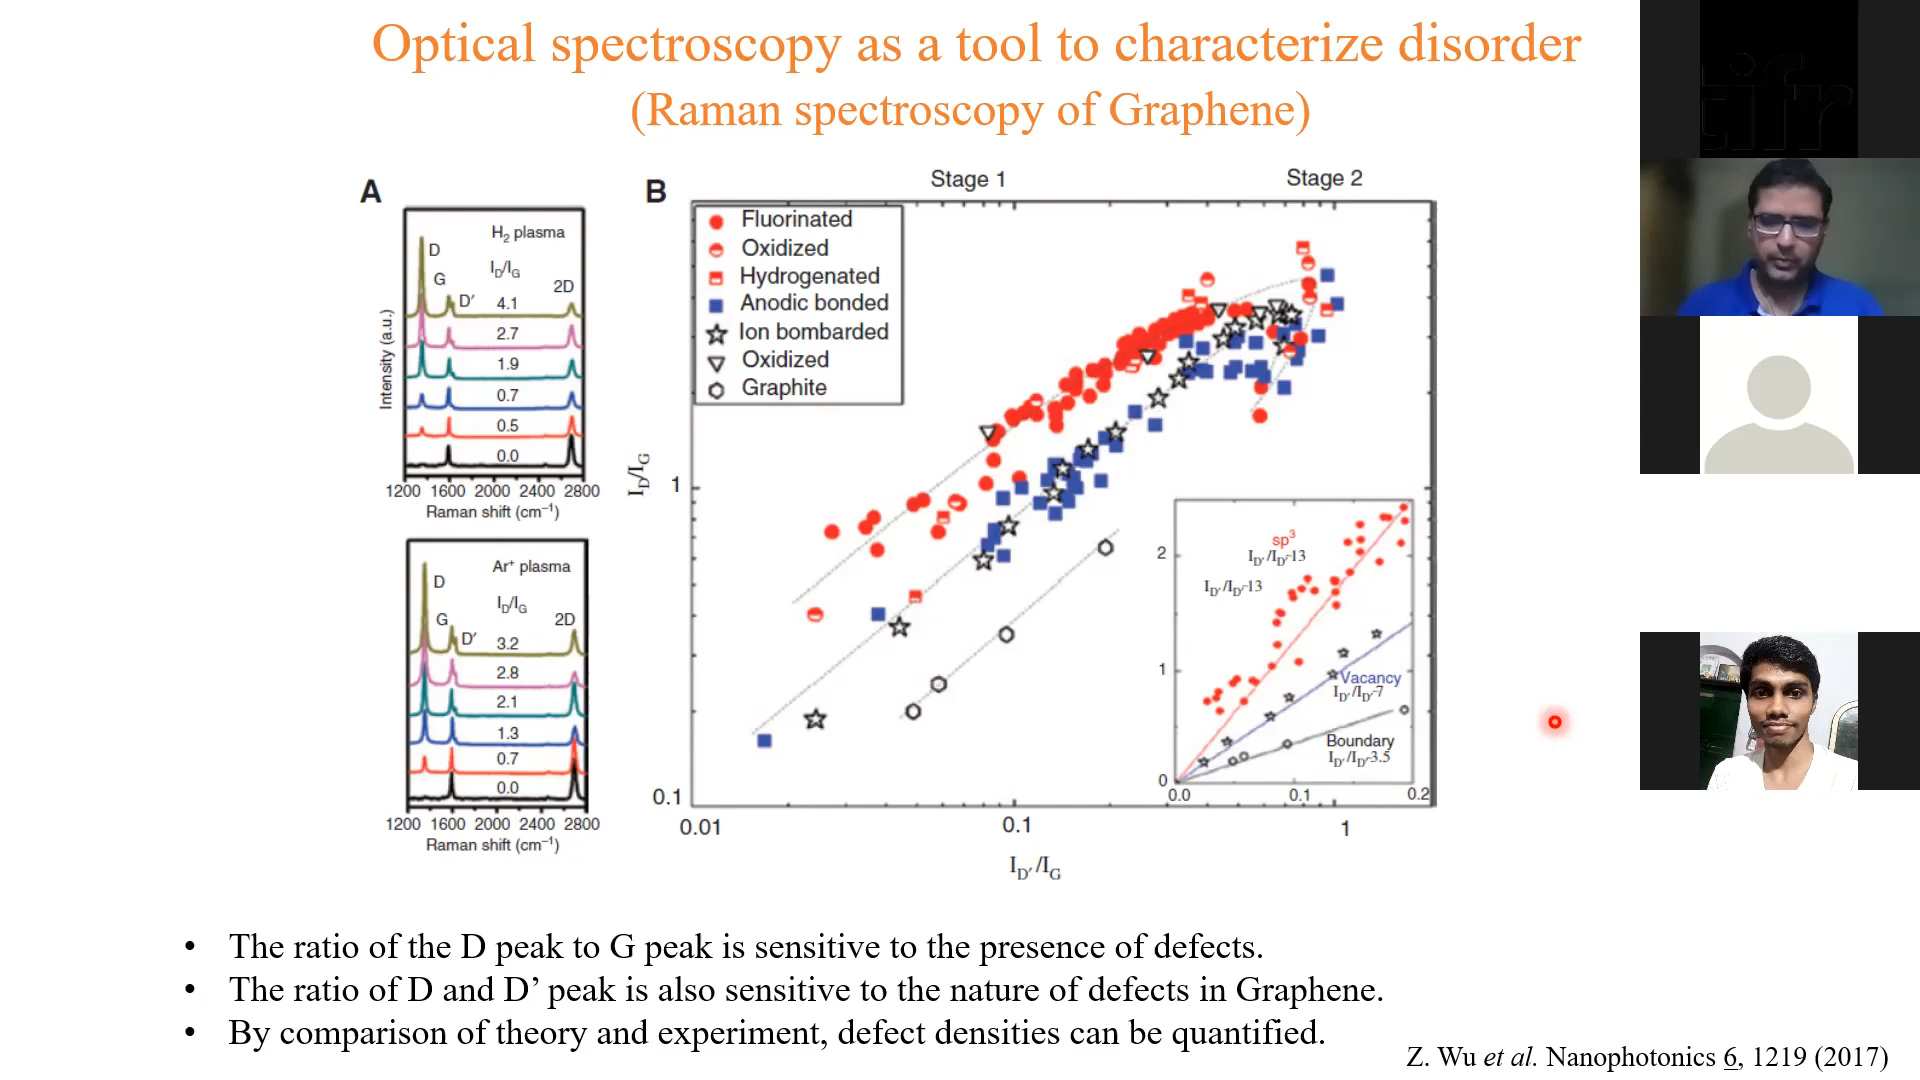 Optical spectroscopy as a tool to characterize disorder
(Raman spectroscopy of Graphene)
A
H2 plasma
D
ID/IG
G
D′
2D
4.1
2.7
1.9
0.7
0.5
0.0
Intensity (a.u.)
1200 1600 2000 2400 2800
Raman shift (cm⁻¹)
Ar⁺ plasma
D
ID/IG
G
D′
2D
3.2
2.8
2.1
1.3
0.7
0.0
1200 1600 2000 2400 2800
Raman shift (cm⁻¹)
B
Stage 1
Stage 2
Fluorinated
Oxidized
Hydrogenated
Anodic bonded
Ion bombarded
Oxidized
Graphite
ID/IG
1
0.1
0.01
0.1
1
ID′/IG
2
1
0
0.0
0.1
0.2
sp³
ID′/ID-13
ID′/ID-13
Vacancy
ID′/ID-7
Boundary
ID′/ID-3.5
• The ratio of the D peak to G peak is sensitive to the presence of defects.
• The ratio of D and D’ peak is also sensitive to the nature of defects in Graphene.
• By comparison of theory and experiment, defect densities can be quantified.
Z. Wu et al. Nanophotonics 6, 1219 (2017)
tifr